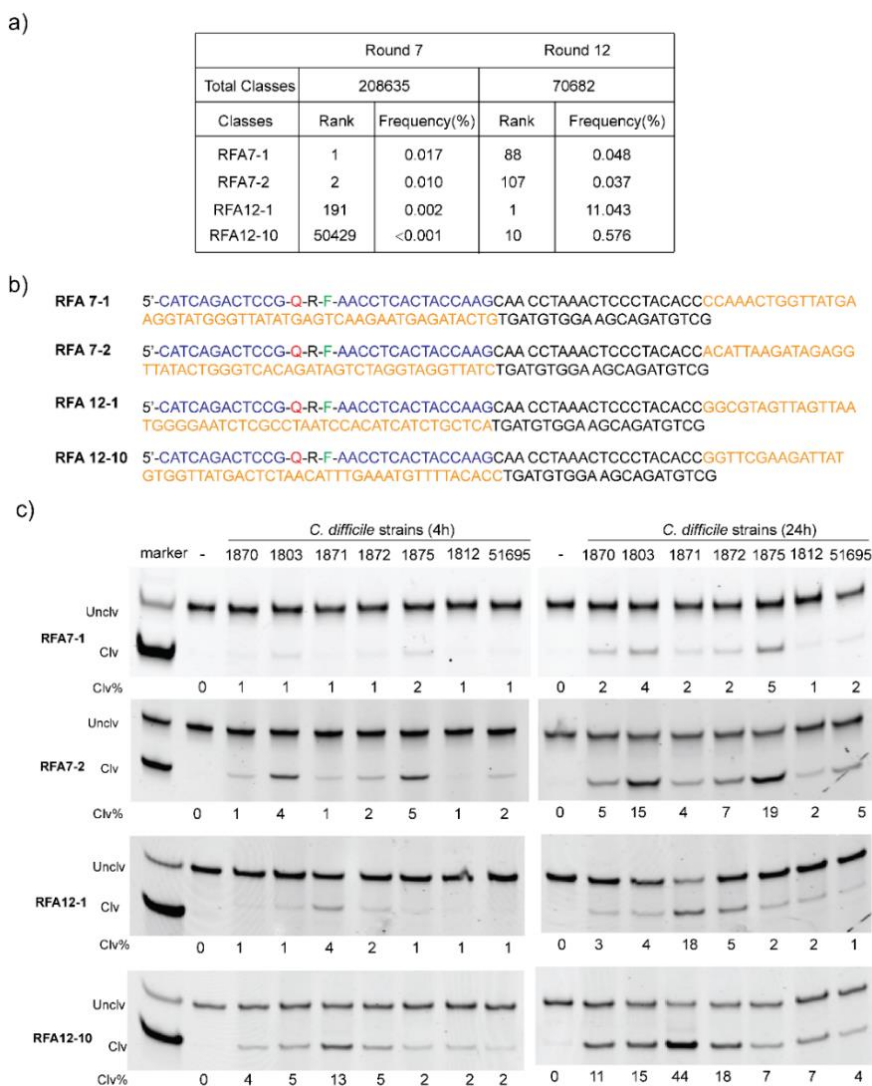 a)
Round 7 Round 12
Total Classes 208635 70682
Classes Rank Frequency(%) Rank Frequency(%)
RFA7-1 1 0.017 88 0.048
RFA7-2 2 0.010 107 0.037
RFA12-1 191 0.002 1 11.043
RFA12-10 50429 <0.001 10 0.576
b)
RFA 7-1 5'-CATCAGACTCCG-Q-R-F-AACCTCACTACCAAGCAA CCTAAACTCCCTACACCCCAAACTGGTTATGA
AGGTATGGGTTATATGAGTCAAGAATGAGATACTGTGATGTGGA AGCAGATGTCG
RFA 7-2 5'-CATCAGACTCCG-Q-R-F-AACCTCACTACCAAGCAA CCTAAACTCCCTACACCACATTAAGATAGAGG
TTATACTGGGTCACAGATAGTCTAGGTAGGTTATCTGATGTGGA AGCAGATGTCG
RFA 12-1 5'-CATCAGACTCCG-Q-R-F-AACCTCACTACCAAGCAA CCTAAACTCCCTACACCGGCGTAGTTAGTTAA
TGGGGAATCTCGCCTAATCCACATCATCTGCTCATGATGTGGA AGCAGATGTCG
RFA 12-10 5'-CATCAGACTCCG-Q-R-F-AACCTCACTACCAAGCAA CCTAAACTCCCTACACCGGTTCGAAGATTAT
GTGGTTATGACTCTAACATTTGAAATGTTTTACACCTGATGTGGA AGCAGATGTCG
c)
C. difficile strains (4h) C. difficile strains (24h)
marker - 1870 1803 1871 1872 1875 1812 51695 - 1870 1803 1871 1872 1875 1812 51695
Unclv
RFA7-1
Clv
Clv% 0 1 1 1 1 2 1 1 0 2 4 2 2 5 1 2
Unclv
RFA7-2 Clv
Clv% 0 1 4 1 2 5 1 2 0 5 15 4 7 19 2 5
Unclv
RFA12-1 Clv
Clv% 0 1 1 4 2 1 1 1 0 3 4 18 5 2 2 1
Unclv
RFA12-10 Clv
Clv% 0 4 5 13 5 2 2 2 0 11 15 44 18 7 7 4